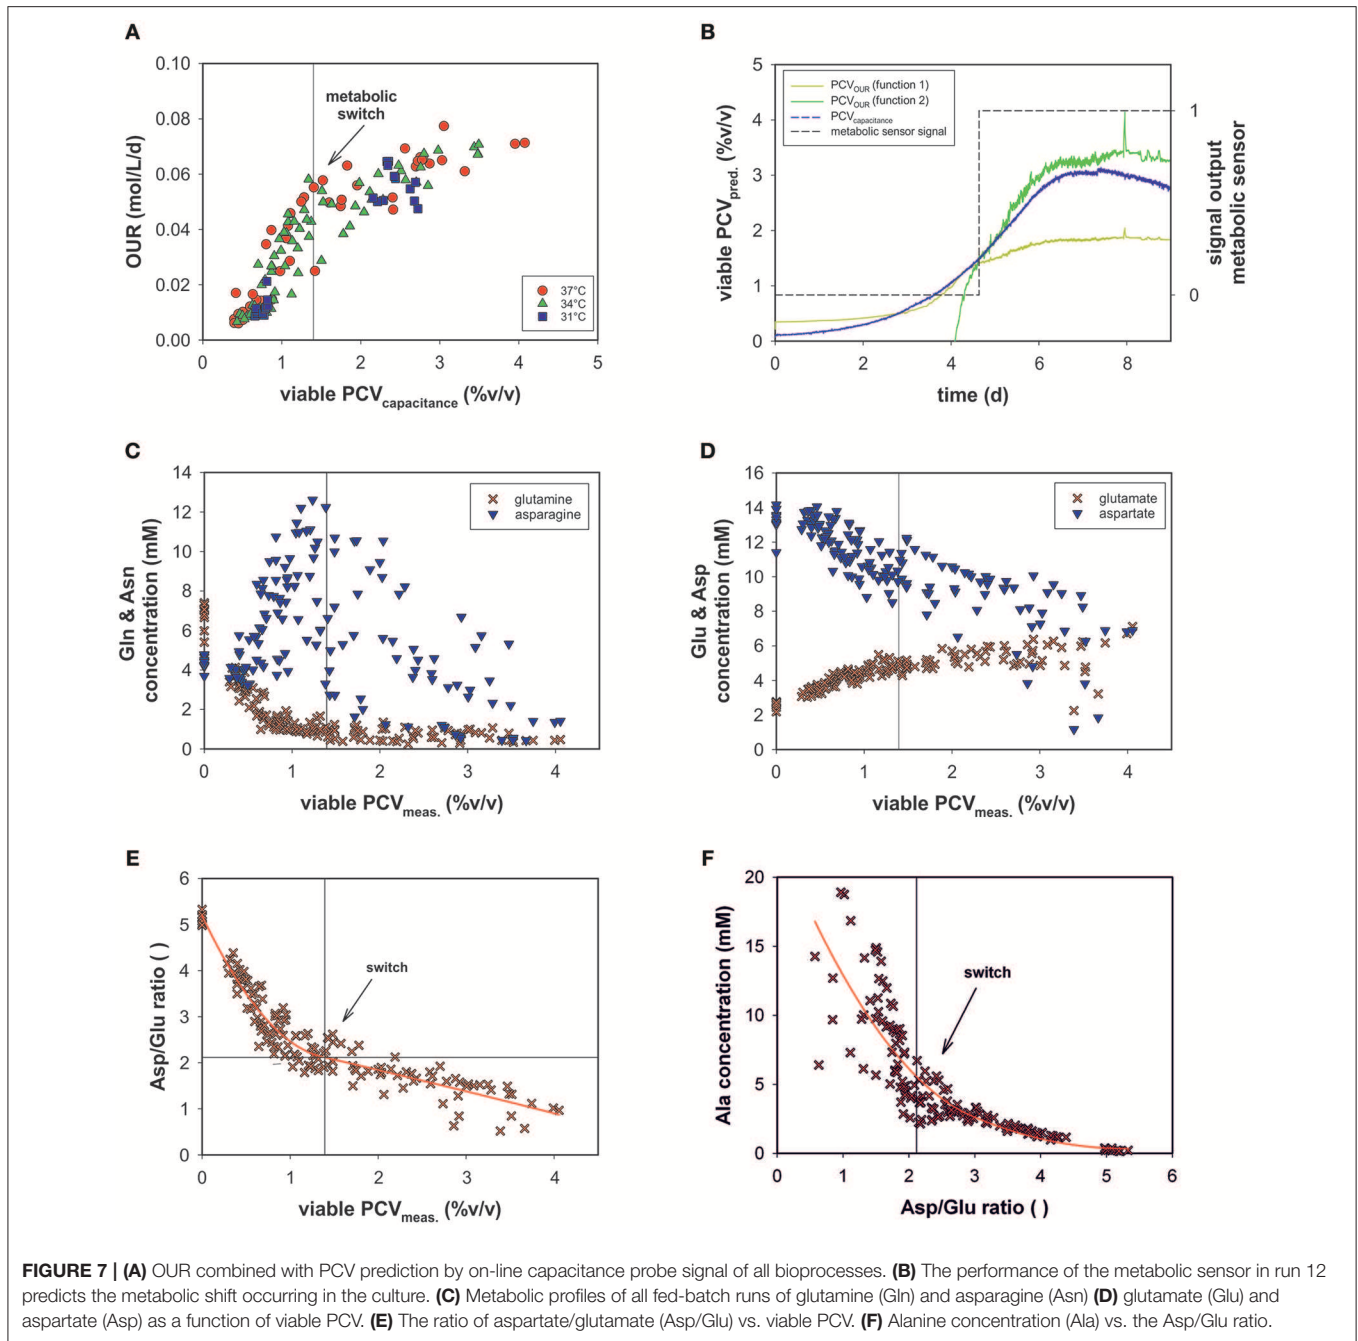 A
OUR (mol/L/d)
0.10
0.08
0.06
0.04
0.02
0.00
metabolic
switch
37°C
34°C
31°C
0 1 2 3 4 5
viable PCVcapacitance (%v/v)
B
viable PCVpred. (%v/v)
5
4
3
2
1
0
PCVOUR (function 1)
PCVOUR (function 2)
PCVcapacitance
metabolic sensor signal
1
0
signal output
metabolic sensor
0 2 4 6 8
time (d)
C
Gln & Asn
concentration (mM)
14
12
10
8
6
4
2
0
glutamine
asparagine
0 1 2 3 4
viable PCVmeas. (%v/v)
D
Glu & Asp
concentration (mM)
16
14
12
10
8
6
4
2
0
glutamate
aspartate
0 1 2 3 4
viable PCVmeas. (%v/v)
E
Asp/Glu ratio ( )
6
5
4
3
2
1
0
switch
0 1 2 3 4
viable PCVmeas. (%v/v)
F
Ala concentration (mM)
20
15
10
5
0
switch
0 1 2 3 4 5 6
Asp/Glu ratio ( )
FIGURE 7 | (A) OUR combined with PCV prediction by on-line capacitance probe signal of all bioprocesses. (B) The performance of the metabolic sensor in run 12
predicts the metabolic shift occurring in the culture. (C) Metabolic profiles of all fed-batch runs of glutamine (Gln) and asparagine (Asn) (D) glutamate (Glu) and
aspartate (Asp) as a function of viable PCV. (E) The ratio of aspartate/glutamate (Asp/Glu) vs. viable PCV. (F) Alanine concentration (Ala) vs. the Asp/Glu ratio.